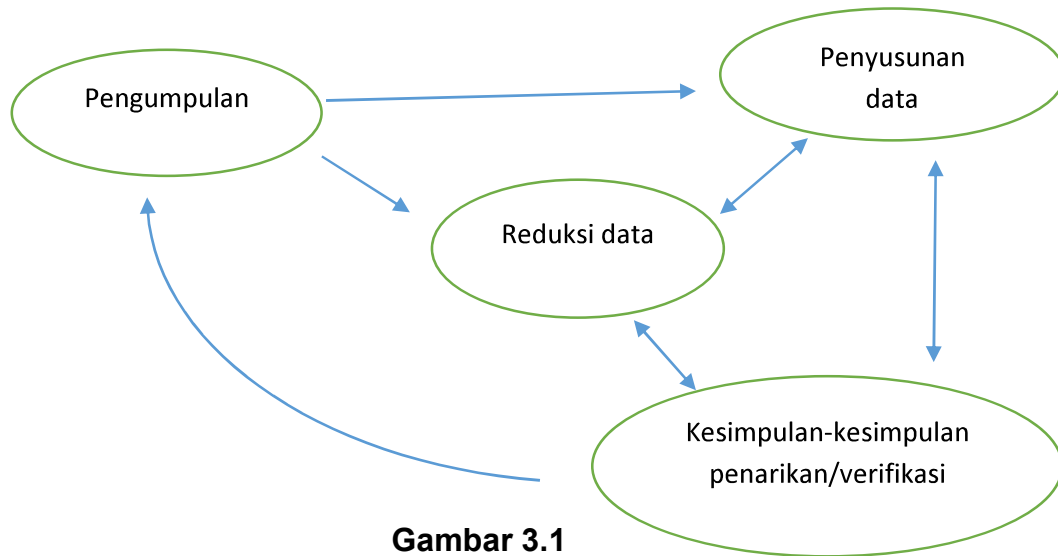 Pengumpulan
Penyusunan
data
Reduksi data
Kesimpulan-kesimpulan
penarikan/verifikasi
Gambar 3.1